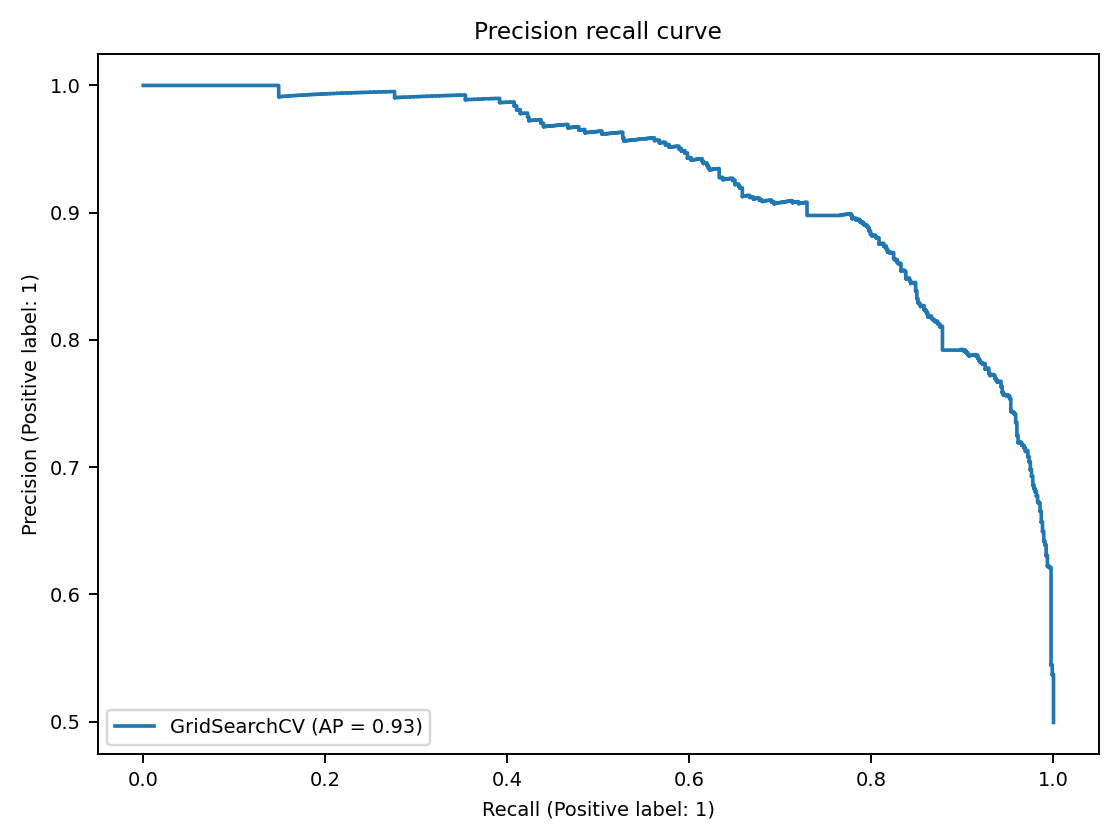 Precision recall curve
1.0
0.9
0.8
0.7
0.6
0.5
Precision (Positive label: 1)
GridSearchCV (AP = 0.93)
0.0 0.2 0.4 0.6 0.8 1.0
Recall (Positive label: 1)